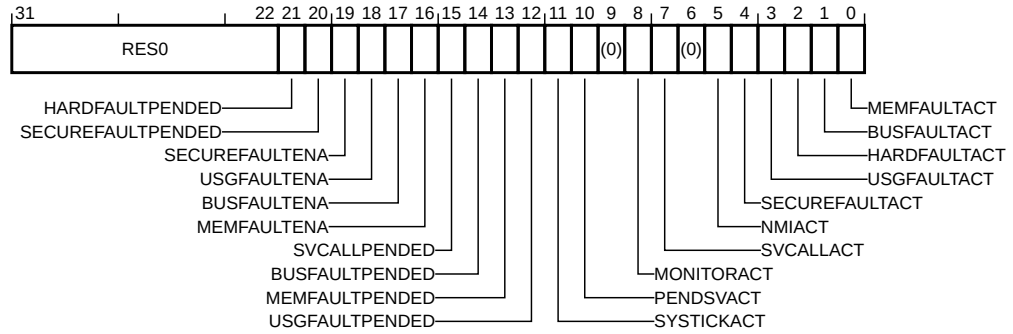 31 22 21 20 19 18 17 16 15 14 13 12 11 10 9 8 7 6 5 4 3 2 1 0
RES0 (0) (0)
HARDFAULTPENDED MEMFAULTACT
SECUREFAULTPENDED BUSFAULTACT
SECUREFAULTENA HARDFAULTACT
USGFAULTENA USGFAULTACT
BUSFAULTENA SECUREFAULTACT
MEMFAULTENA NMIACT
SVCALLPENDED SVCALLACT
BUSFAULTPENDED MONITORACT
MEMFAULTPENDED PENDSVACT
USGFAULTPENDED SYSTICKACT